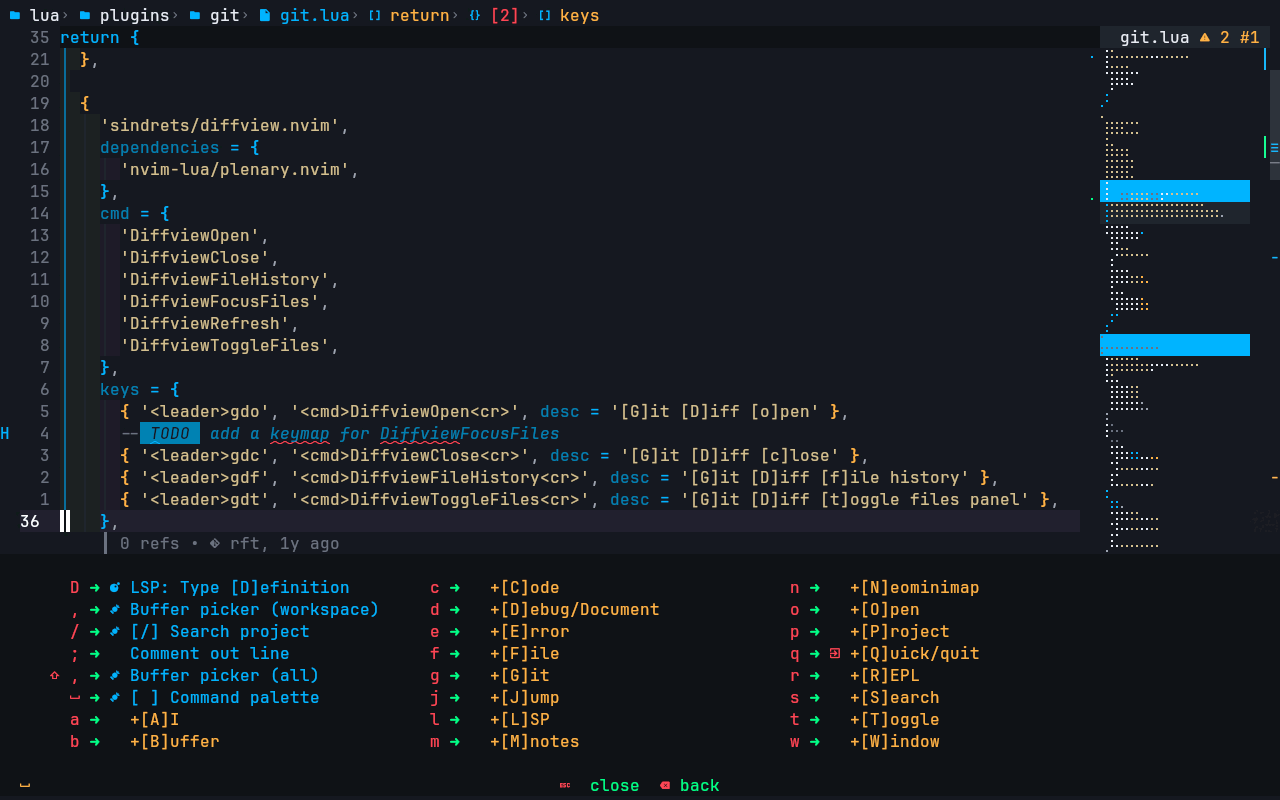 lua › plugins › git › git.lua › [] return › {} [2] › [] keys
35 return { git.lua 2 #1
21 },
20
19 {
18 'sindrets/diffview.nvim',
17 dependencies = {
16 'nvim-lua/plenary.nvim',
15 },
14 cmd = {
13 'DiffviewOpen',
12 'DiffviewClose',
11 'DiffviewFileHistory',
10 'DiffviewFocusFiles',
9 'DiffviewRefresh',
8 'DiffviewToggleFiles',
7 },
6 keys = {
5 { '<leader>gdo', '<cmd>DiffviewOpen<cr>', desc = '[G]it [D]iff [o]pen' },
H 4 -- TODO add a keymap for DiffviewFocusFiles
3 { '<leader>gdc', '<cmd>DiffviewClose<cr>', desc = '[G]it [D]iff [c]lose' },
2 { '<leader>gdf', '<cmd>DiffviewFileHistory<cr>', desc = '[G]it [D]iff [f]ile history' },
1 { '<leader>gdt', '<cmd>DiffviewToggleFiles<cr>', desc = '[G]it [D]iff [t]oggle files panel' },
36 },
0 refs • rft, 1y ago
D ➜ LSP: Type [D]efinition c ➜ +[C]ode n ➜ +[N]eominimap
, ➜ Buffer picker (workspace) d ➜ +[D]ebug/Document o ➜ +[O]pen
/ ➜ [/] Search project e ➜ +[E]rror p ➜ +[P]roject
; ➜ Comment out line f ➜ +[F]ile q ➜ +[Q]uick/quit
, ➜ Buffer picker (all) g ➜ +[G]it r ➜ +[R]EPL
➜ [ ] Command palette j ➜ +[J]ump s ➜ +[S]earch
a ➜ +[A]I l ➜ +[L]SP t ➜ +[T]oggle
b ➜ +[B]uffer m ➜ +[M]notes w ➜ +[W]indow
ESC close back